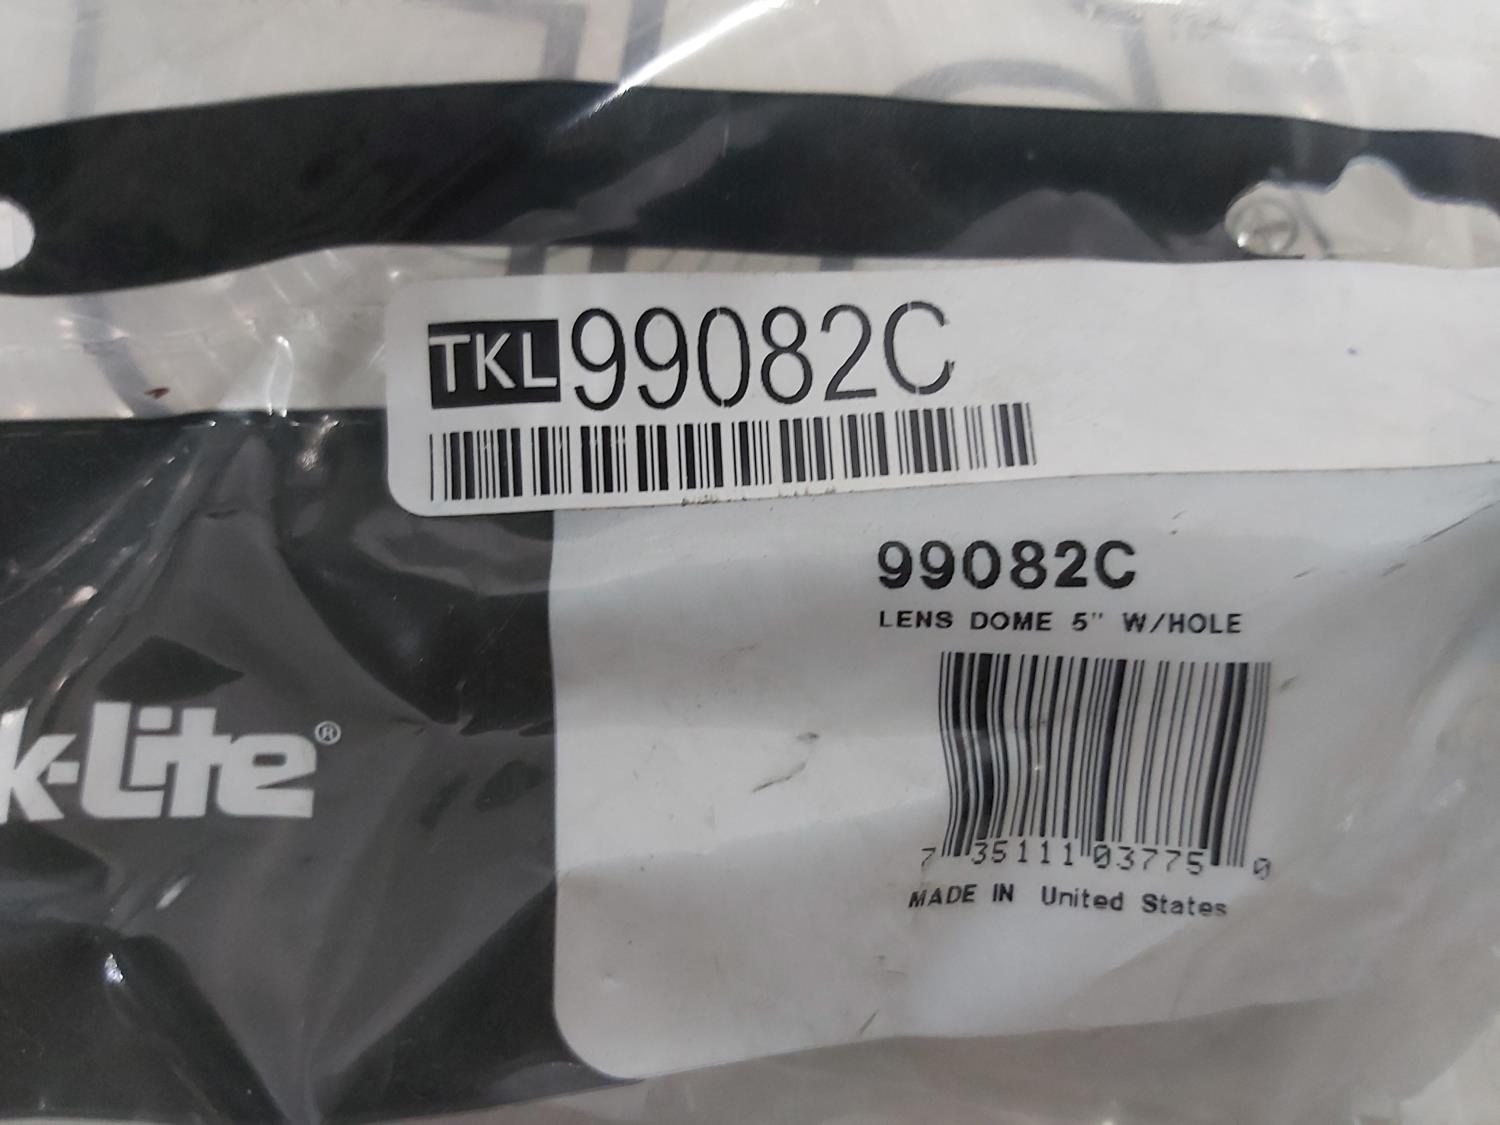 TKL 99082C
99082C
LENS DOME 5" W/HOLE
7 35111 03775 0
MADE IN United States
k-Lite®